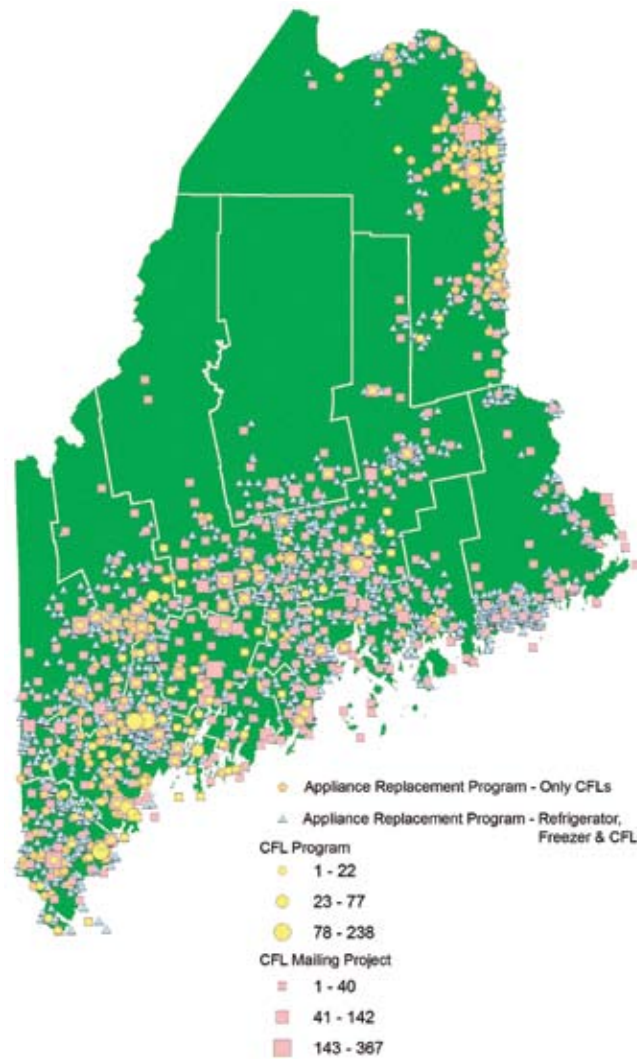 Appliance Replacement Program - Only CFLs
Appliance Replacement Program - Refrigerator,
Freezer & CFL
CFL Program
1 - 22
23 - 77
78 - 238
CFL Mailing Project
1 - 40
41 - 142
143 - 367